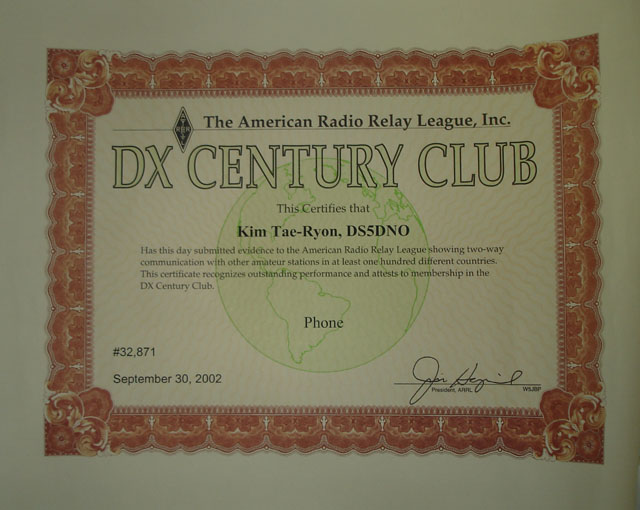 The American Radio Relay League, Inc.
DX CENTURY CLUB
This Certifies that
Kim Tae-Ryon, DS5DNO
Has this day submitted evidence to the American Radio Relay League showing two-way
communication with other amateur stations in at least one hundred different countries.
This certificate recognizes outstanding performance and attests to membership in the
DX Century Club.
Phone
#32,871
September 30, 2002
President, ARRL W5JBP